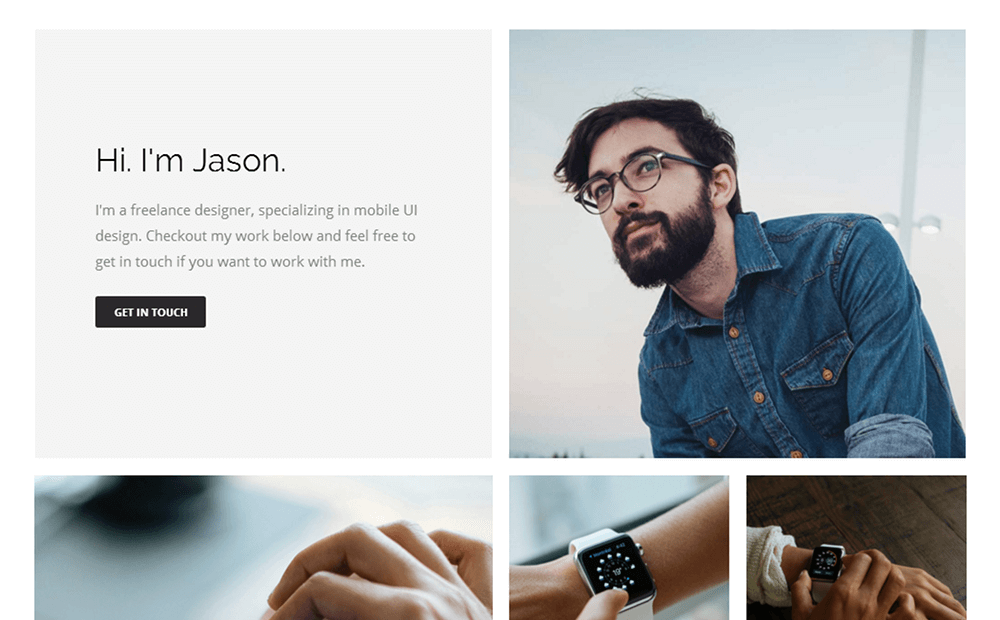 Hi. I'm Jason.
I'm a freelance designer, specializing in mobile UI
design. Checkout my work below and feel free to
get in touch if you want to work with me.
GET IN TOUCH